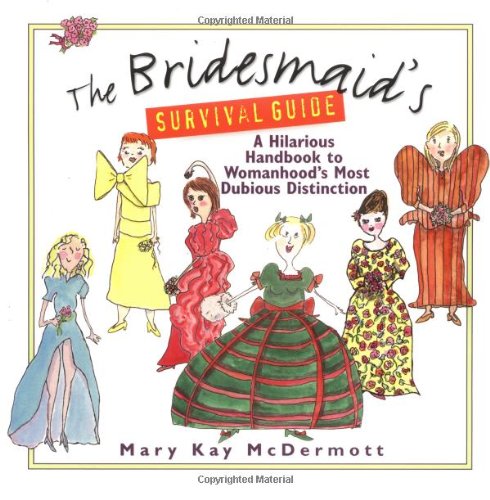 Copyrighted Material
The Bridesmaid's
SURVIVAL GUIDE
A Hilarious
Handbook to
Womanhood's Most
Dubious Distinction
Mary Kay McDermott
Copyrighted Material